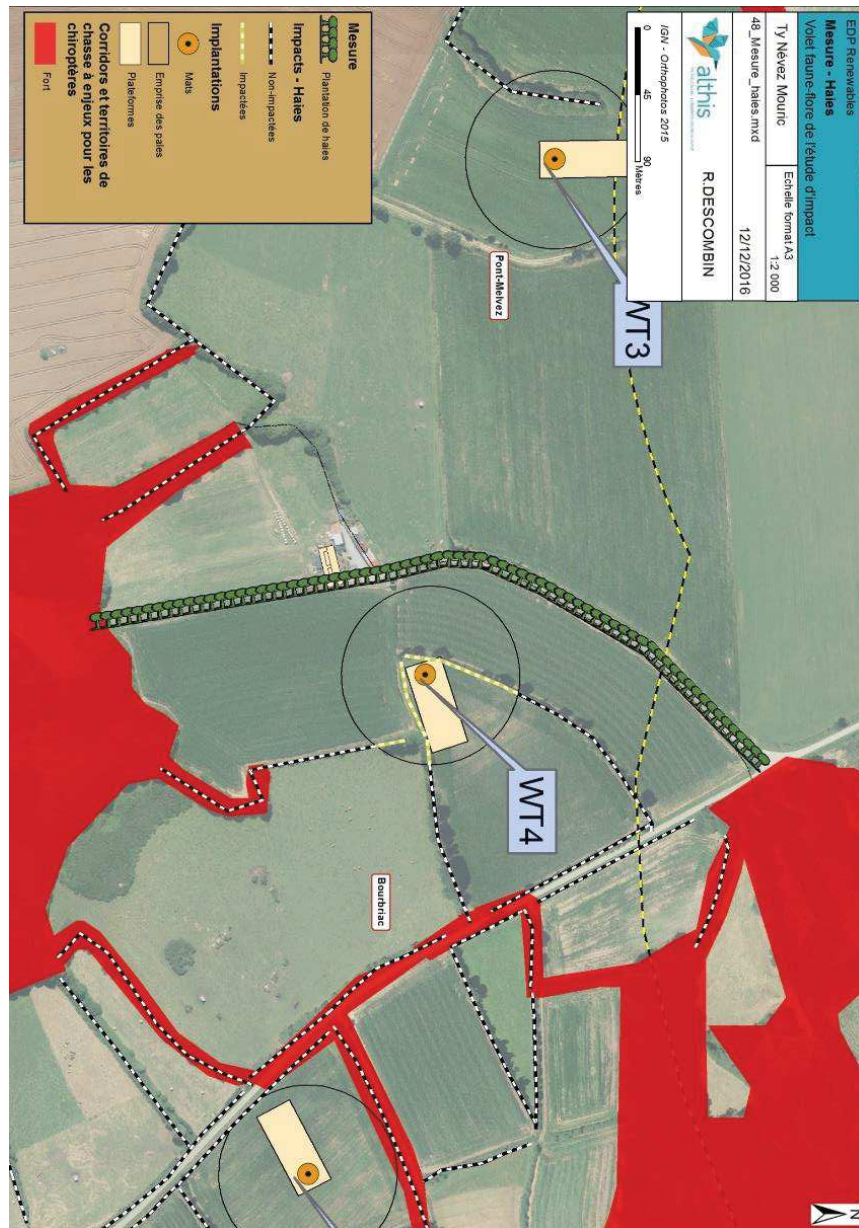 EDP Renewables
Mesure - Haies
Volet faune-flore de l'étude d'impact
Ty Névez Mouric
Echelle format A3
1:2 000
48_Mesure_haies.mxd
12/12/2016
althis
R.DESCOMBIN
IGN - Orthophotos 2015
0 45 90
Mètres
Mesure
Plantation de haies
Impacts - Haies
Non-impactées
Impactées
Implantations
Mats
Emprise des pales
Plateformes
Corridors et territoires de
chasse à enjeux pour les
chiroptères
Fort
WT3
Pont-Melvez
WT4
Bourbriac
N